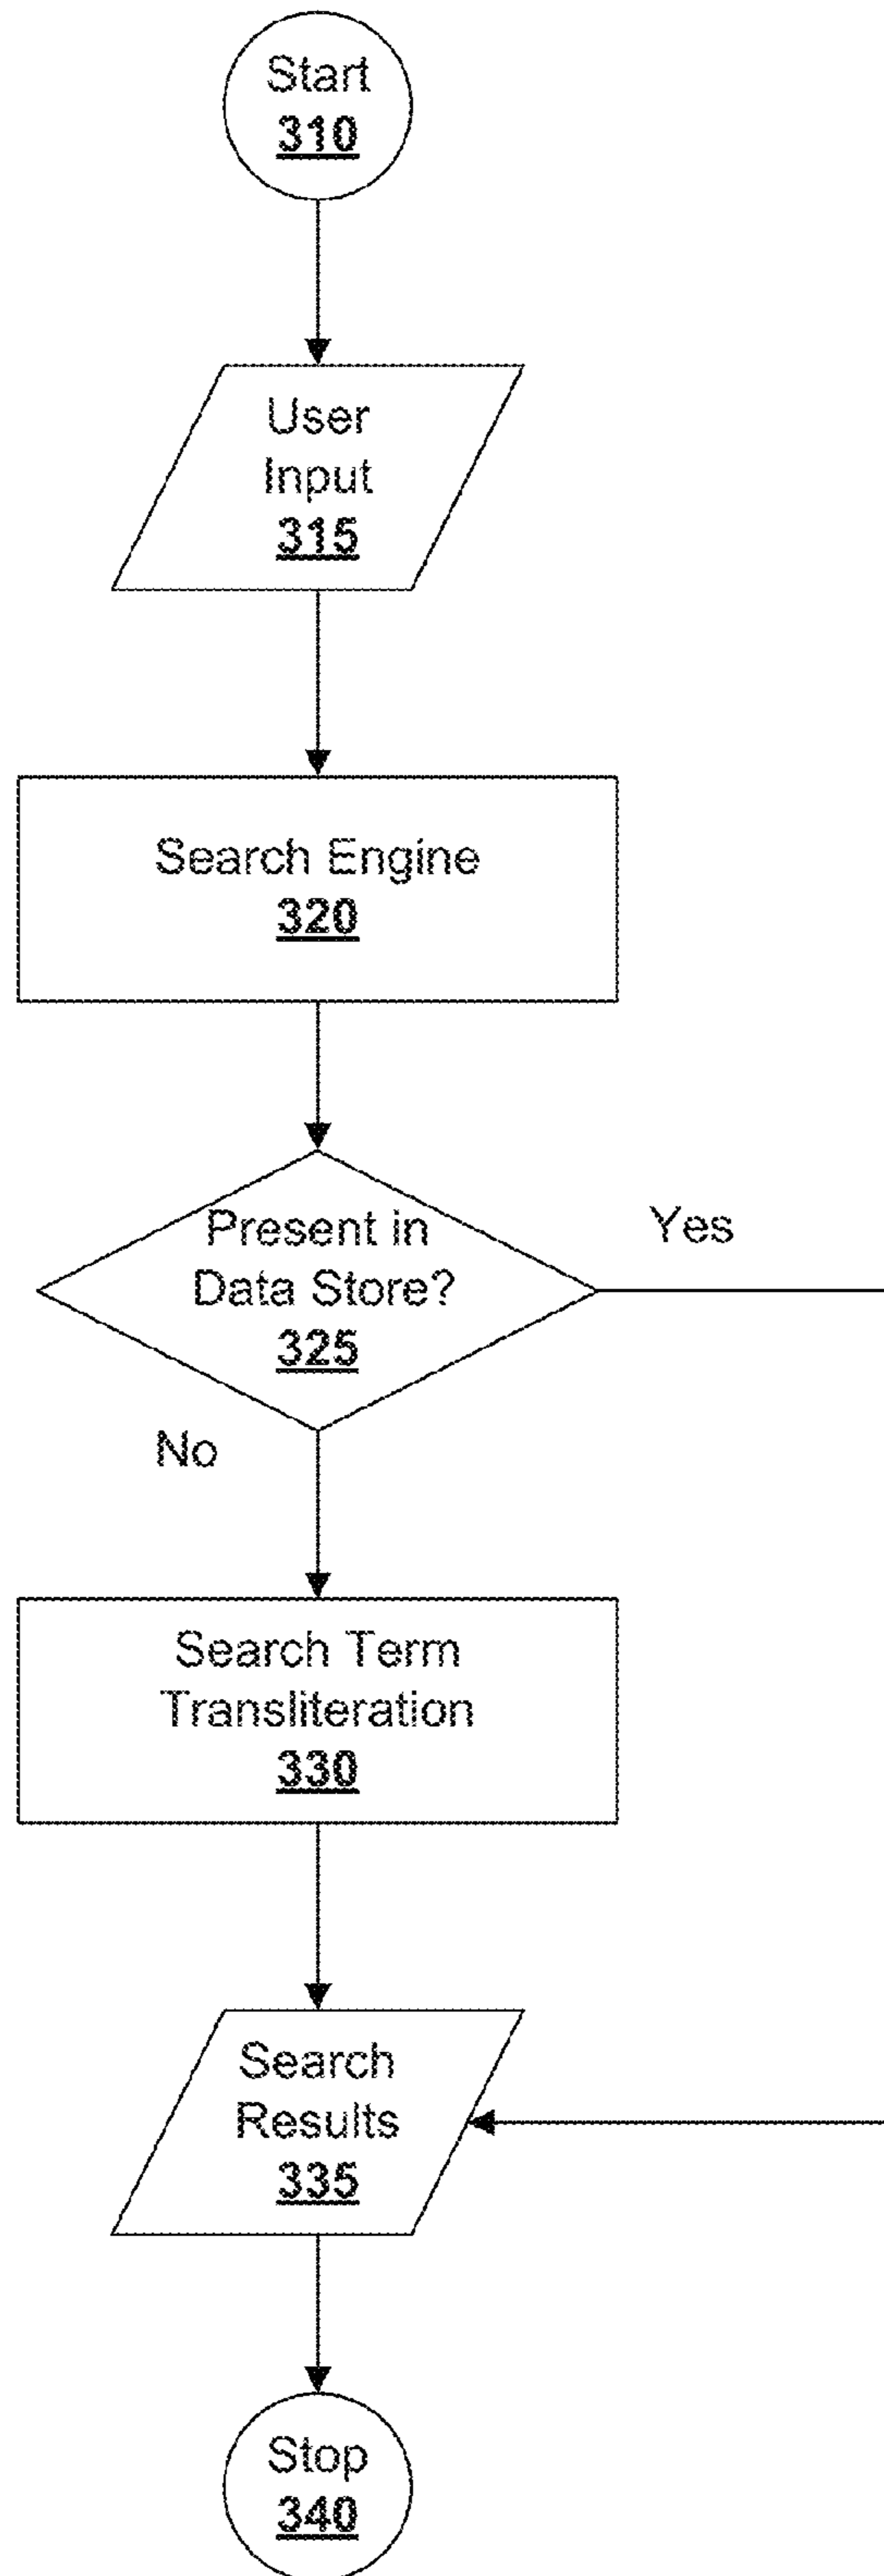 Start
310
User
Input
315
Search Engine
320
Present in
Data Store?
325
Yes
No
Search Term
Transliteration
330
Search
Results
335
Stop
340